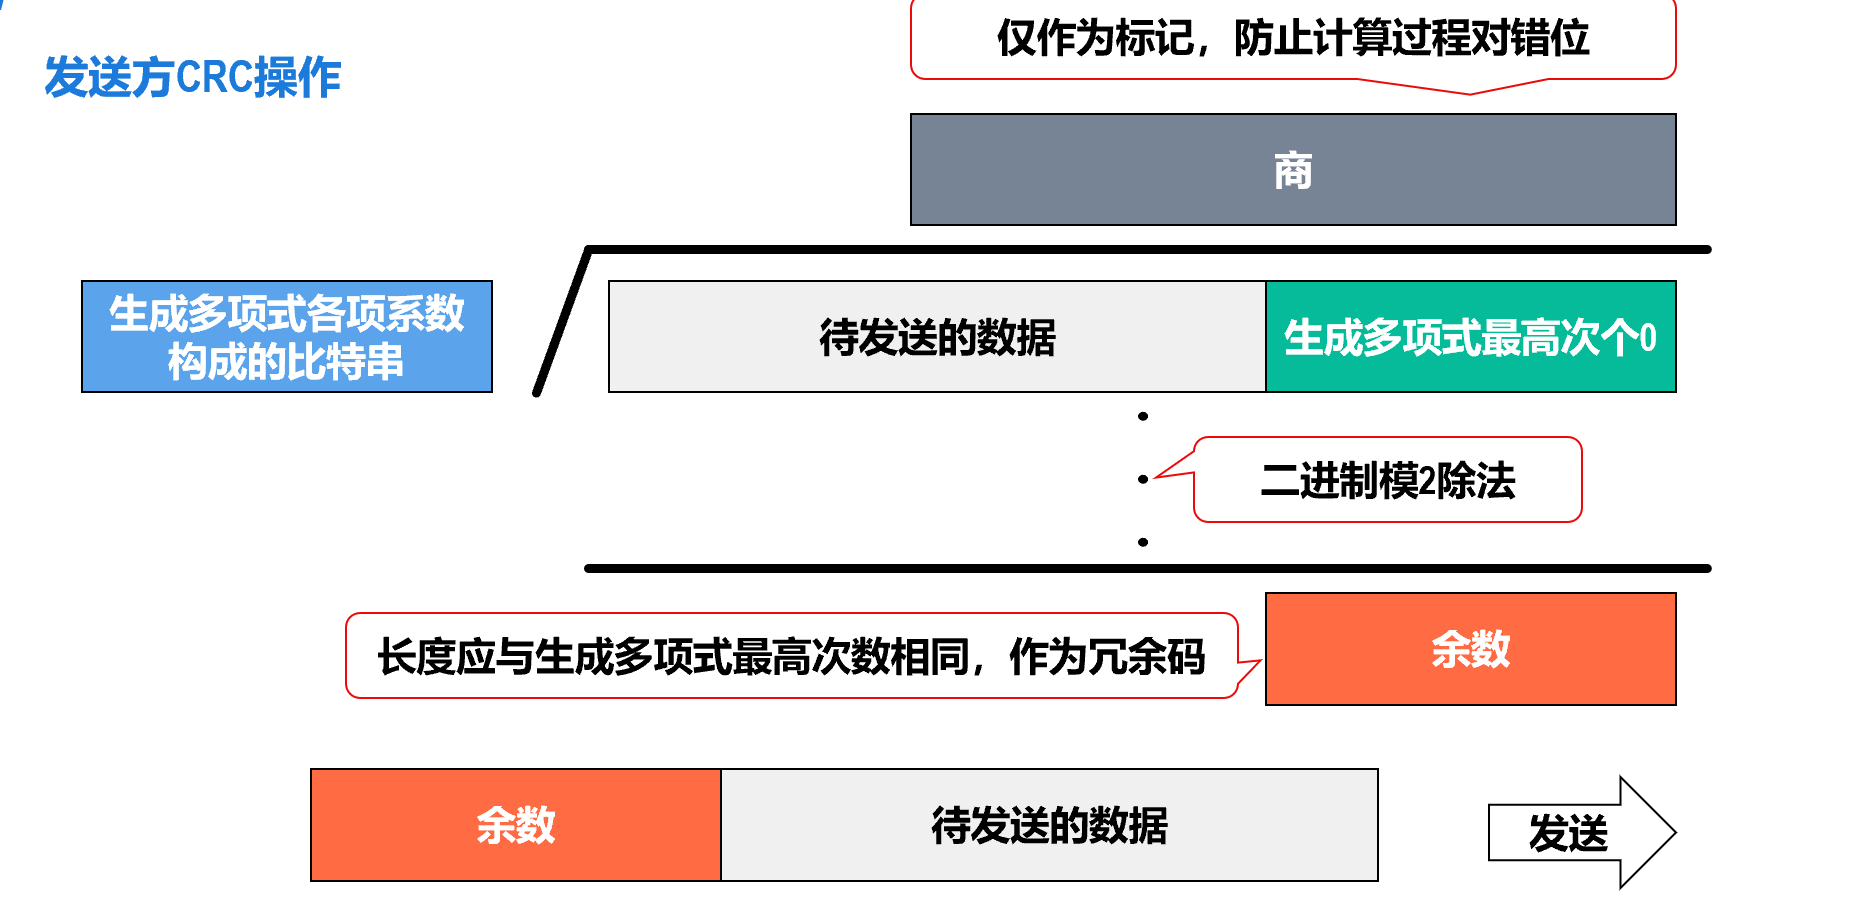 仅作为标记，防止计算过程对错位
发送方CRC操作
商
生成多项式各项系数
构成的比特串
待发送的数据
生成多项式最高次个0
二进制模2除法
长度应与生成多项式最高次数相同，作为冗余码
余数
余数
待发送的数据
发送